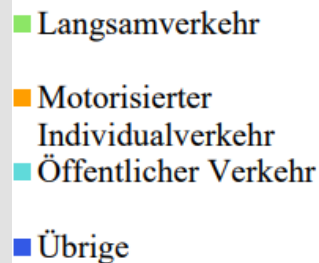 Langsamverkehr
Motorisierter
Individualverkehr
Öffentlicher Verkehr
Übrige